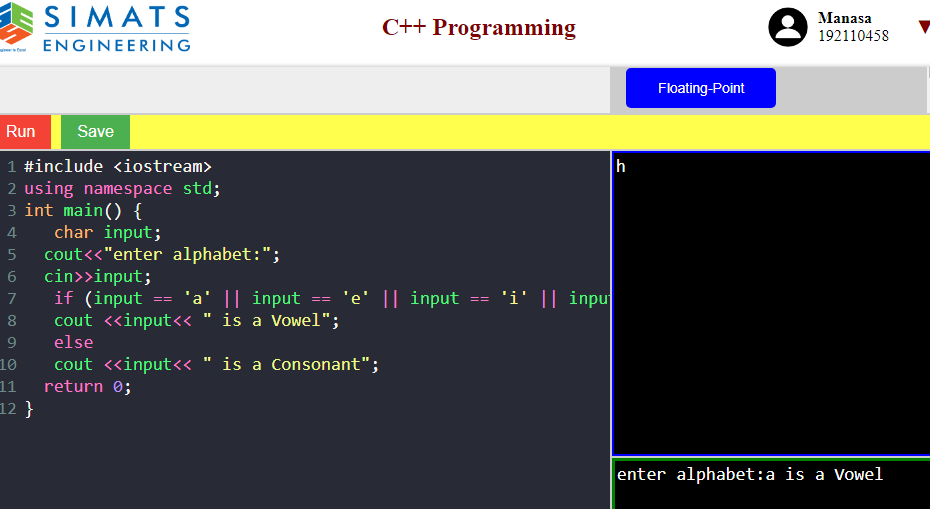 SIMATS
ENGINEERING
C++ Programming
Manasa
192110458
Floating-Point
Run
Save
1 #include <iostream>
2 using namespace std;
3 int main() {
4 char input;
5 cout<<"enter alphabet:";
6 cin>>input;
7 if (input == 'a' || input == 'e' || input == 'i' || inpu
8 cout <<input<< " is a Vowel";
9 else
10 cout <<input<< " is a Consonant";
11 return 0;
12 }
h
enter alphabet:a is a Vowel